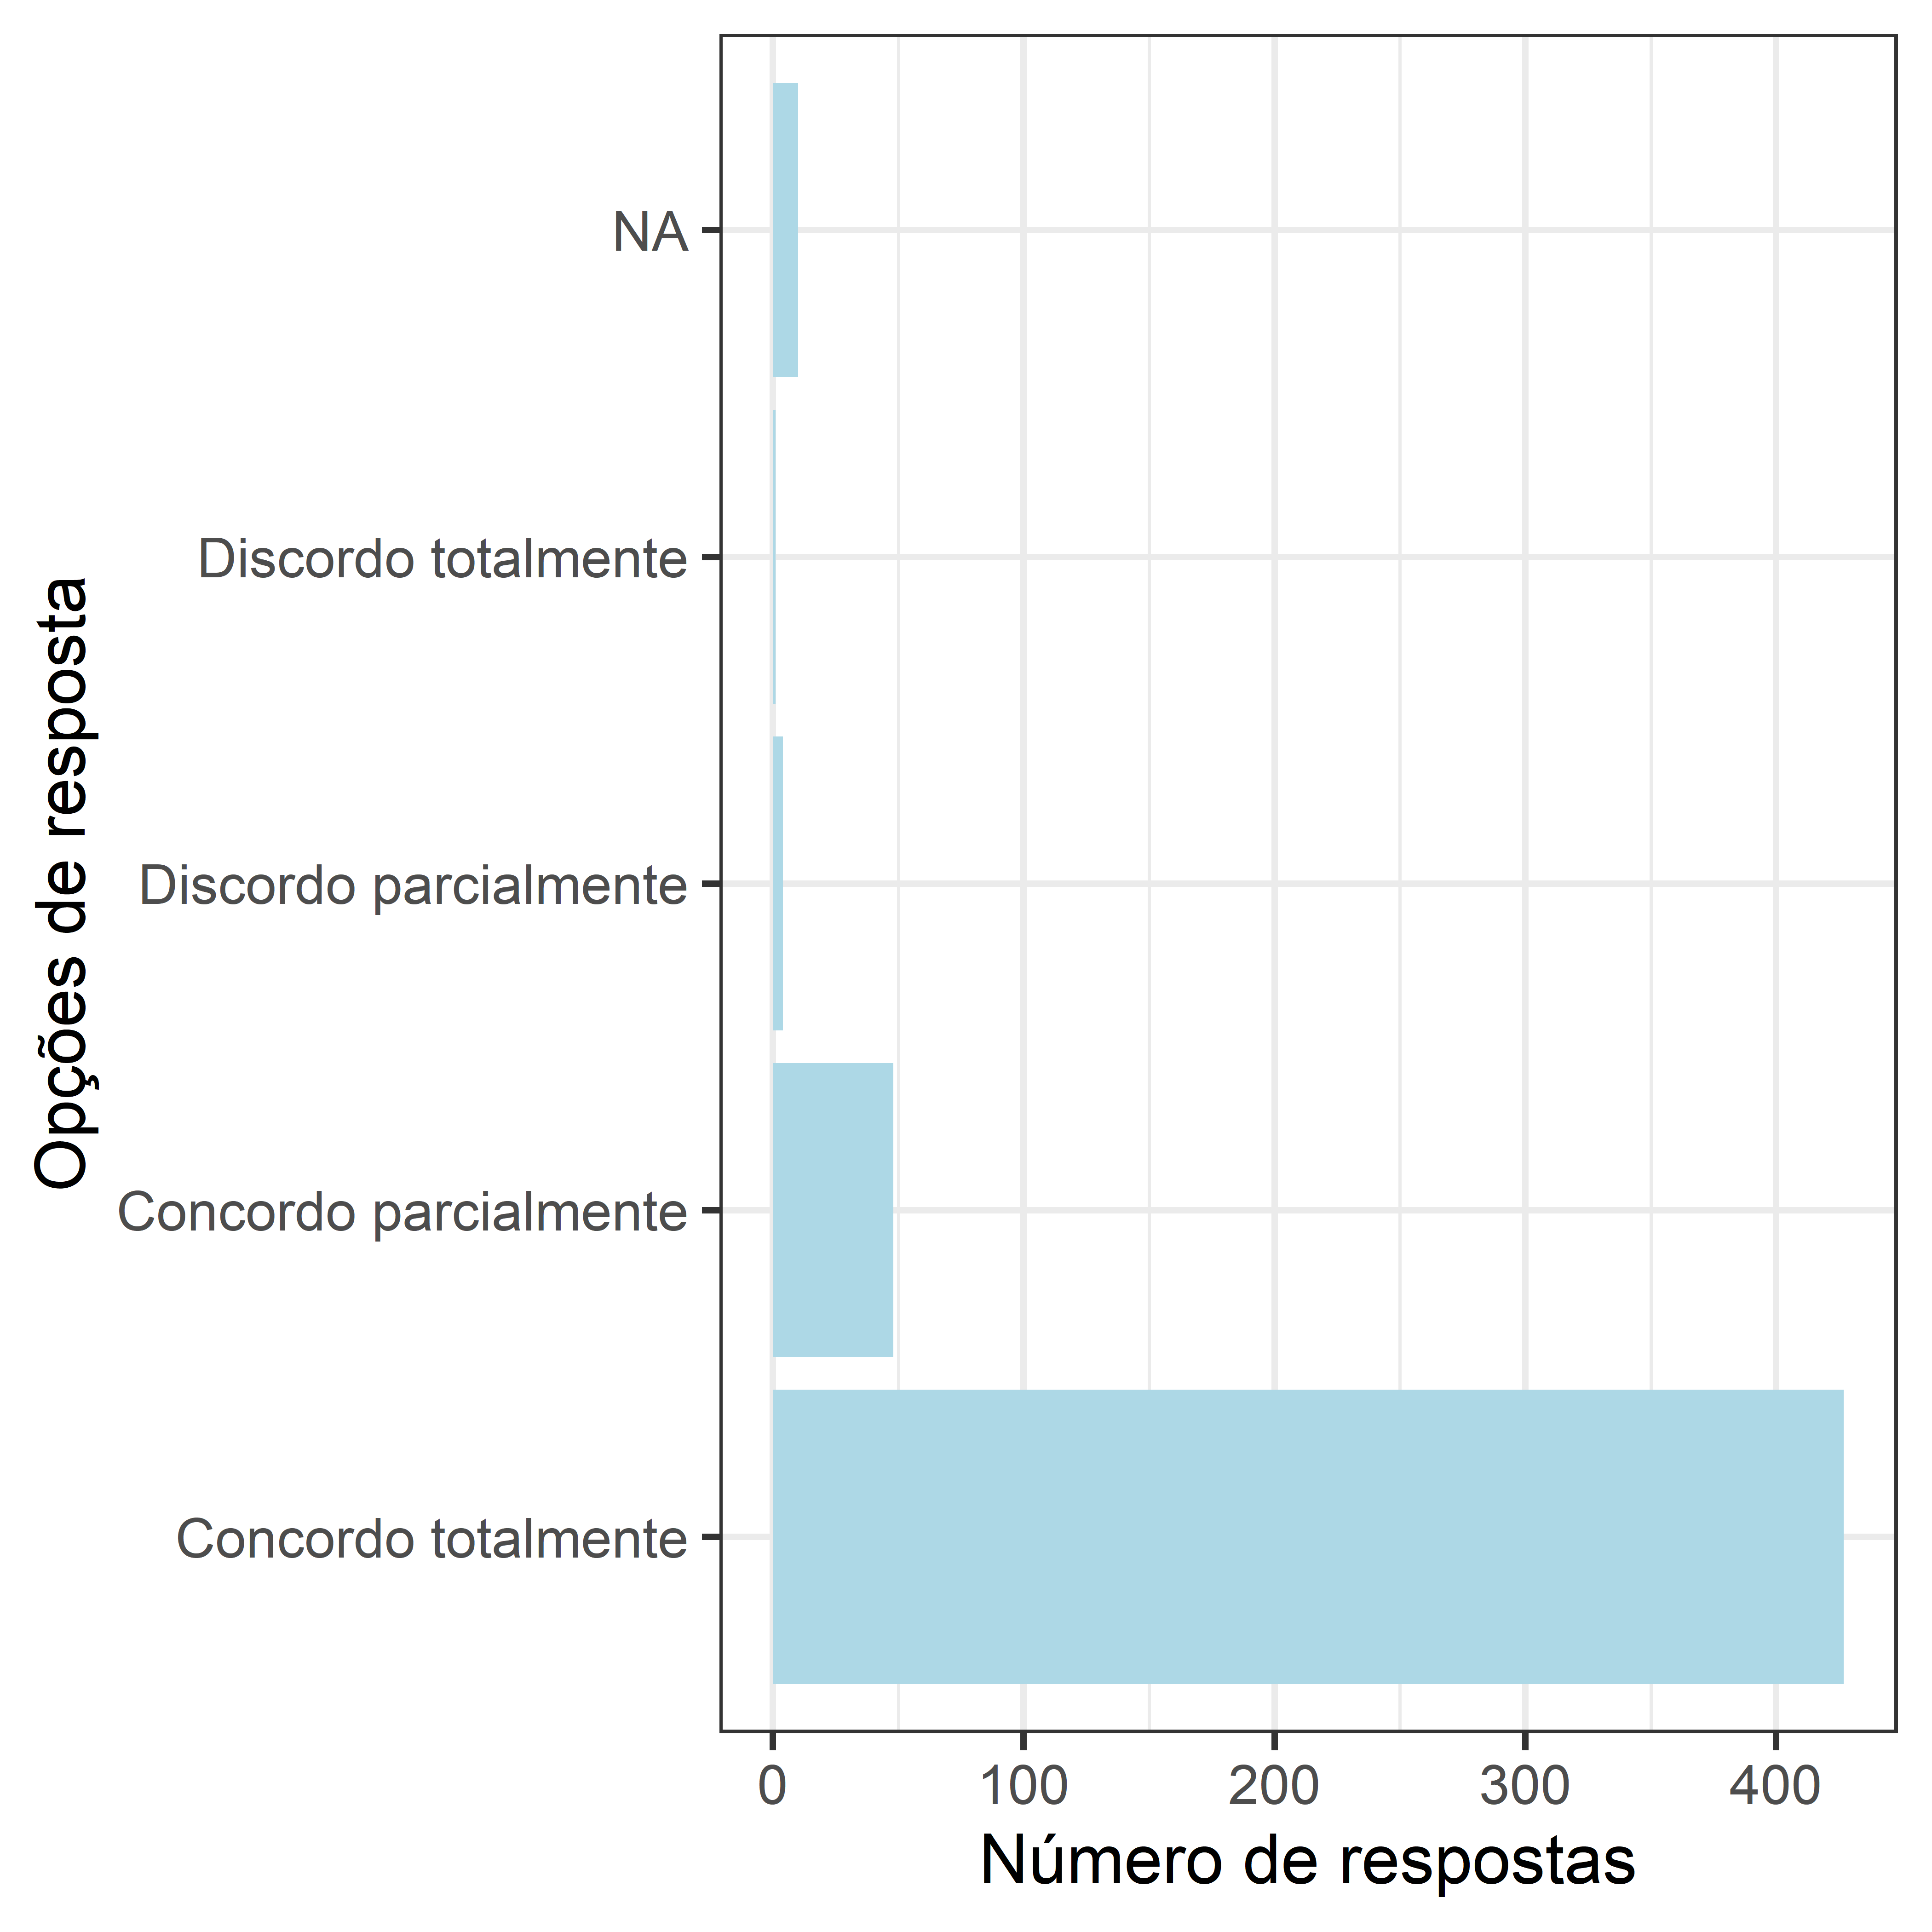 Opções de resposta
NA
Discordo totalmente
Discordo parcialmente
Concordo parcialmente
Concordo totalmente
0 100 200 300 400
Número de respostas